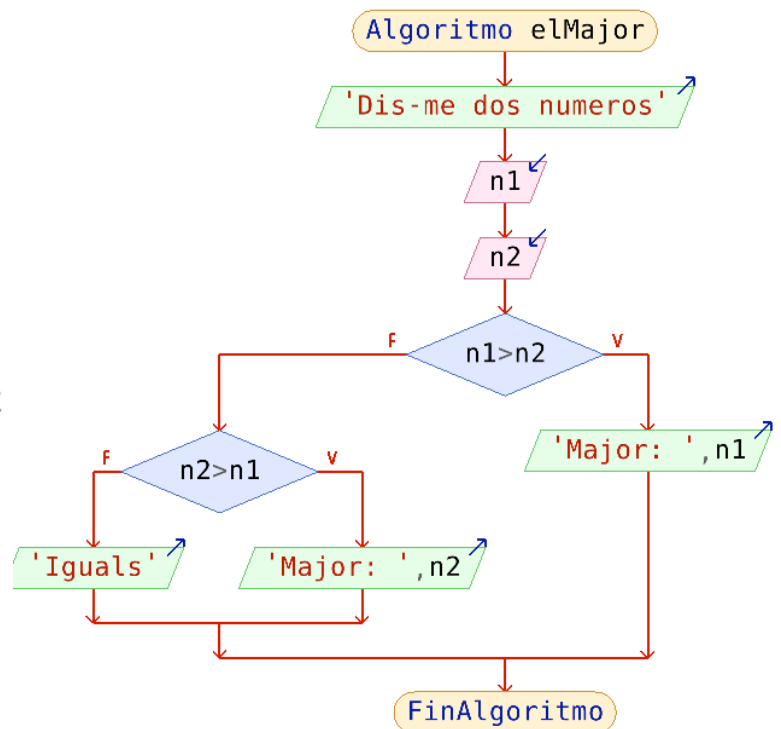 Algoritmo elMajor
'Dis-me dos numeros'
n1
n2
n1>n2
F
V
'Major: ',n1
n2>n1
F
V
'Iguals'
'Major: ',n2
FinAlgoritmo